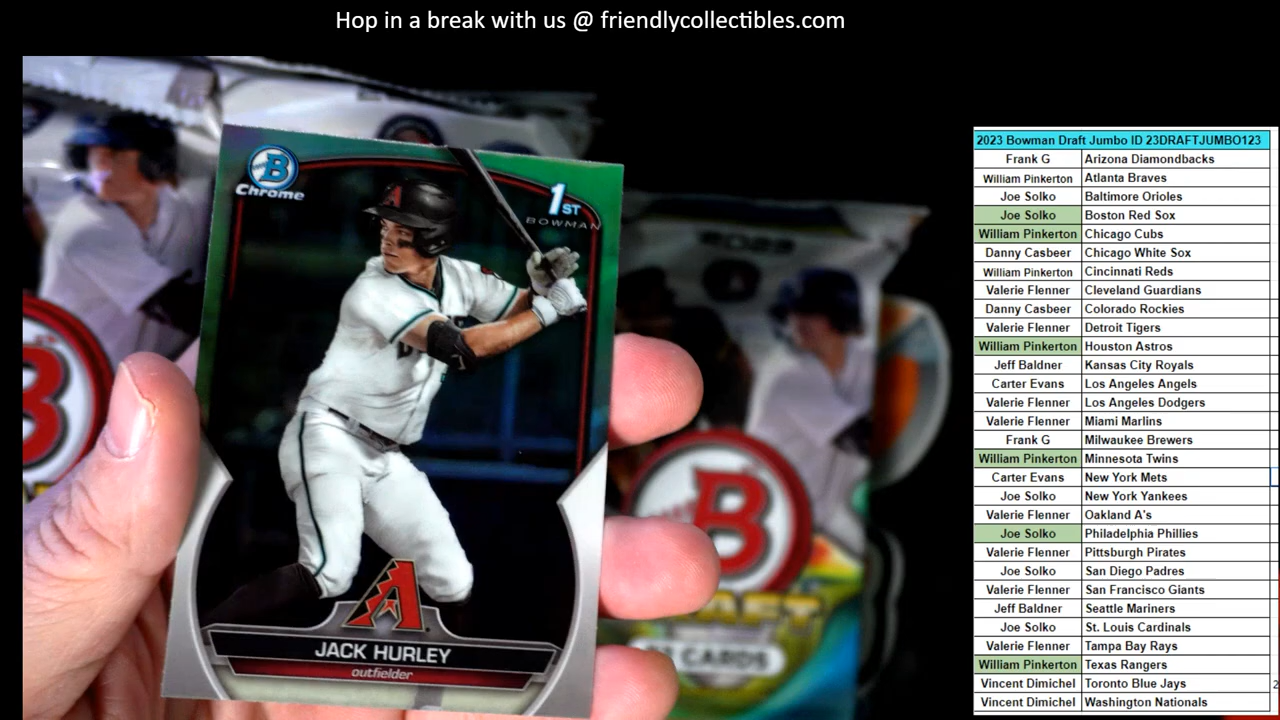 Hop in a break with us @ friendlycollectibles.com
B
Chrome
1ST
BOWMAN
A
A
JACK HURLEY
outfielder
2023
B
B
CARDS
2023 Bowman Draft Jumbo ID 23DRAFTJUMBO123
Frank G Arizona Diamondbacks
William Pinkerton Atlanta Braves
Joe Solko Baltimore Orioles
Joe Solko Boston Red Sox
William Pinkerton Chicago Cubs
Danny Casbeer Chicago White Sox
William Pinkerton Cincinnati Reds
Valerie Flenner Cleveland Guardians
Danny Casbeer Colorado Rockies
Valerie Flenner Detroit Tigers
William Pinkerton Houston Astros
Jeff Baldner Kansas City Royals
Carter Evans Los Angeles Angels
Valerie Flenner Los Angeles Dodgers
Valerie Flenner Miami Marlins
Frank G Milwaukee Brewers
William Pinkerton Minnesota Twins
Carter Evans New York Mets
Joe Solko New York Yankees
Valerie Flenner Oakland A's
Joe Solko Philadelphia Phillies
Valerie Flenner Pittsburgh Pirates
Joe Solko San Diego Padres
Valerie Flenner San Francisco Giants
Jeff Baldner Seattle Mariners
Joe Solko St. Louis Cardinals
Valerie Flenner Tampa Bay Rays
William Pinkerton Texas Rangers
Vincent Dimichel Toronto Blue Jays
Vincent Dimichel Washington Nationals